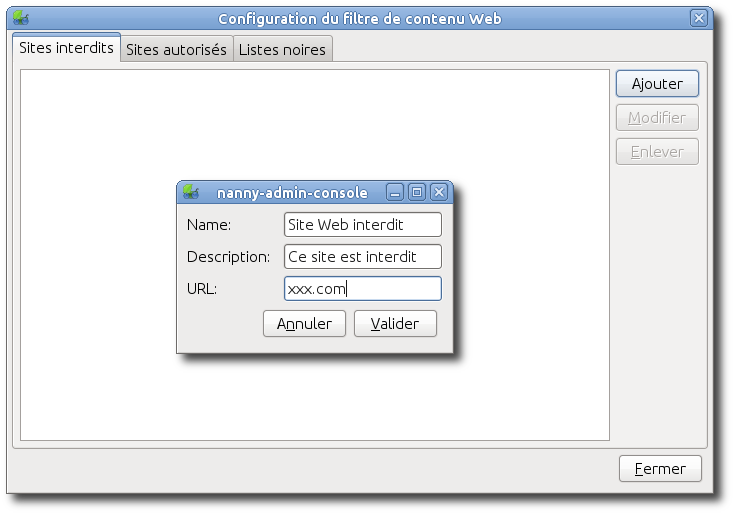 Configuration du filtre de contenu Web
Sites interdits Sites autorisés Listes noires
Ajouter
Modifier
Enlever
nanny-admin-console
Name: Site Web interdit
Description: Ce site est interdit
URL: xxx.com
Annuler Valider
Fermer